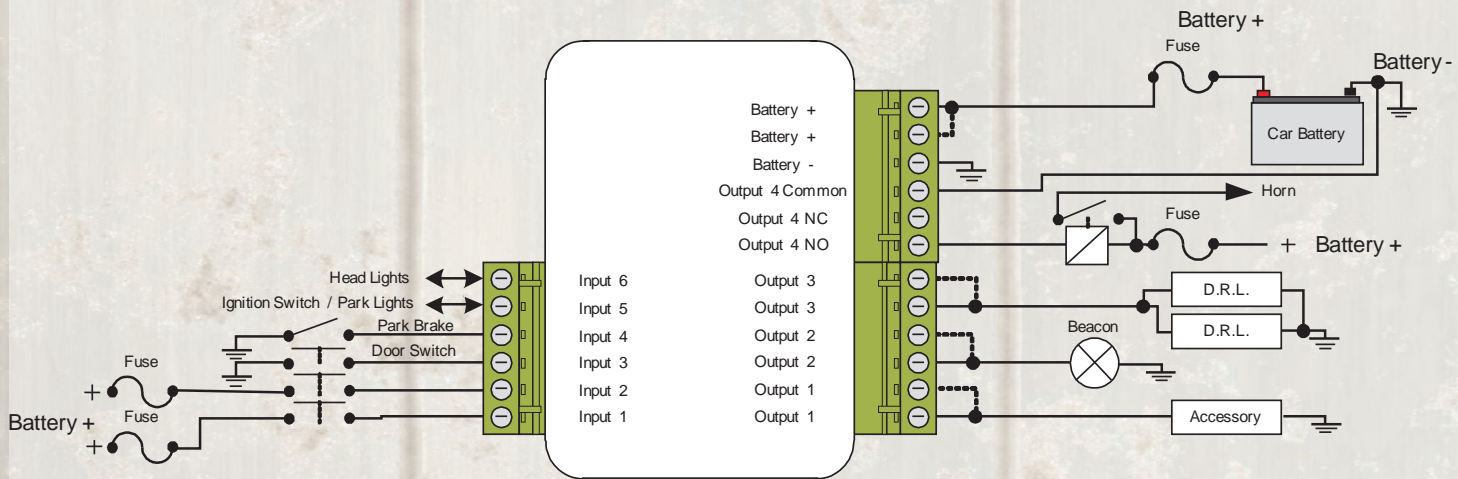 Battery +
Fuse
Battery -
Car Battery
Battery +
Battery +
Battery -
Output 4 Common
Output 4 NC
Output 4 NO
Horn
Fuse
+ Battery +
Head Lights
Ignition Switch / Park Lights
Park Brake
Door Switch
Fuse
+
Battery +
Fuse
+
Input 6
Input 5
Input 4
Input 3
Input 2
Input 1
Output 3
Output 3
Output 2
Output 2
Output 1
Output 1
D.R.L.
D.R.L.
Beacon
Accessory